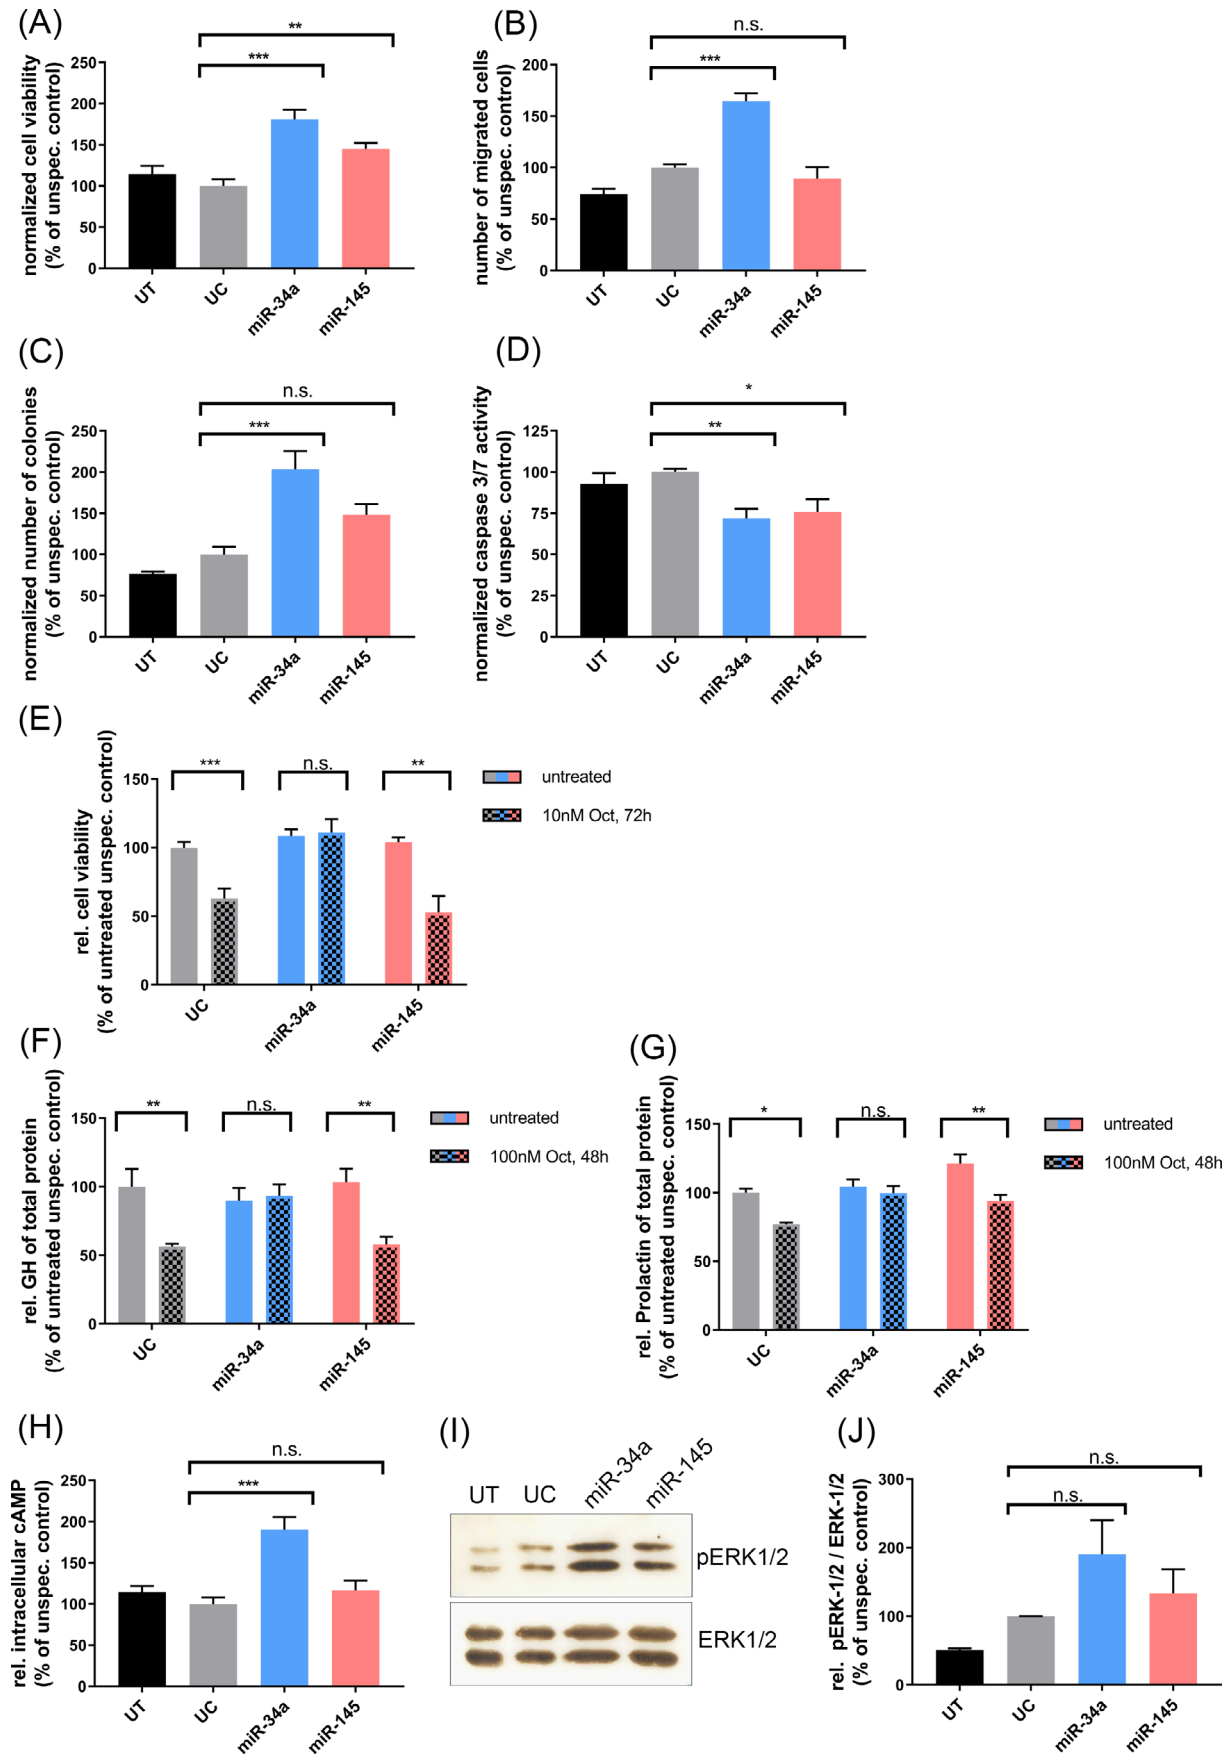 (A)
**
***
normalized cell viability
(% of unspec. control)
250
200
150
100
50
0
UT
UC
miR-34a
miR-145
(B)
n.s.
***
number of migrated cells
(% of unspec. control)
200
150
100
50
0
UT
UC
miR-34a
miR-145
(C)
n.s.
***
normalized number of colonies
(% of unspec. control)
250
200
150
100
50
0
UT
UC
miR-34a
miR-145
(D)
*
**
normalized caspase 3/7 activity
(% of unspec. control)
125
100
75
50
25
0
UT
UC
miR-34a
miR-145
(E)
***
n.s.
**
rel. cell viability
(% of untreated unspec. control)
150
100
50
0
UC
miR-34a
miR-145
untreated
10nM Oct, 72h
(F)
**
n.s.
**
rel. GH of total protein
(% of untreated unspec. control)
150
100
50
0
UC
miR-34a
miR-145
untreated
100nM Oct, 48h
(G)
*
n.s.
**
rel. Prolactin of total protein
(% of untreated unspec. control)
150
100
50
0
UC
miR-34a
miR-145
untreated
100nM Oct, 48h
(H)
n.s.
***
rel. intracellular cAMP
(% of unspec. control)
250
200
150
100
50
0
UT
UC
miR-34a
miR-145
(I)
UT UC miR-34a miR-145
pERK1/2
ERK1/2
(J)
n.s.
n.s.
rel. pERK-1/2 / ERK-1/2
(% of unspec. control)
300
200
100
0
UT
UC
miR-34a
miR-145